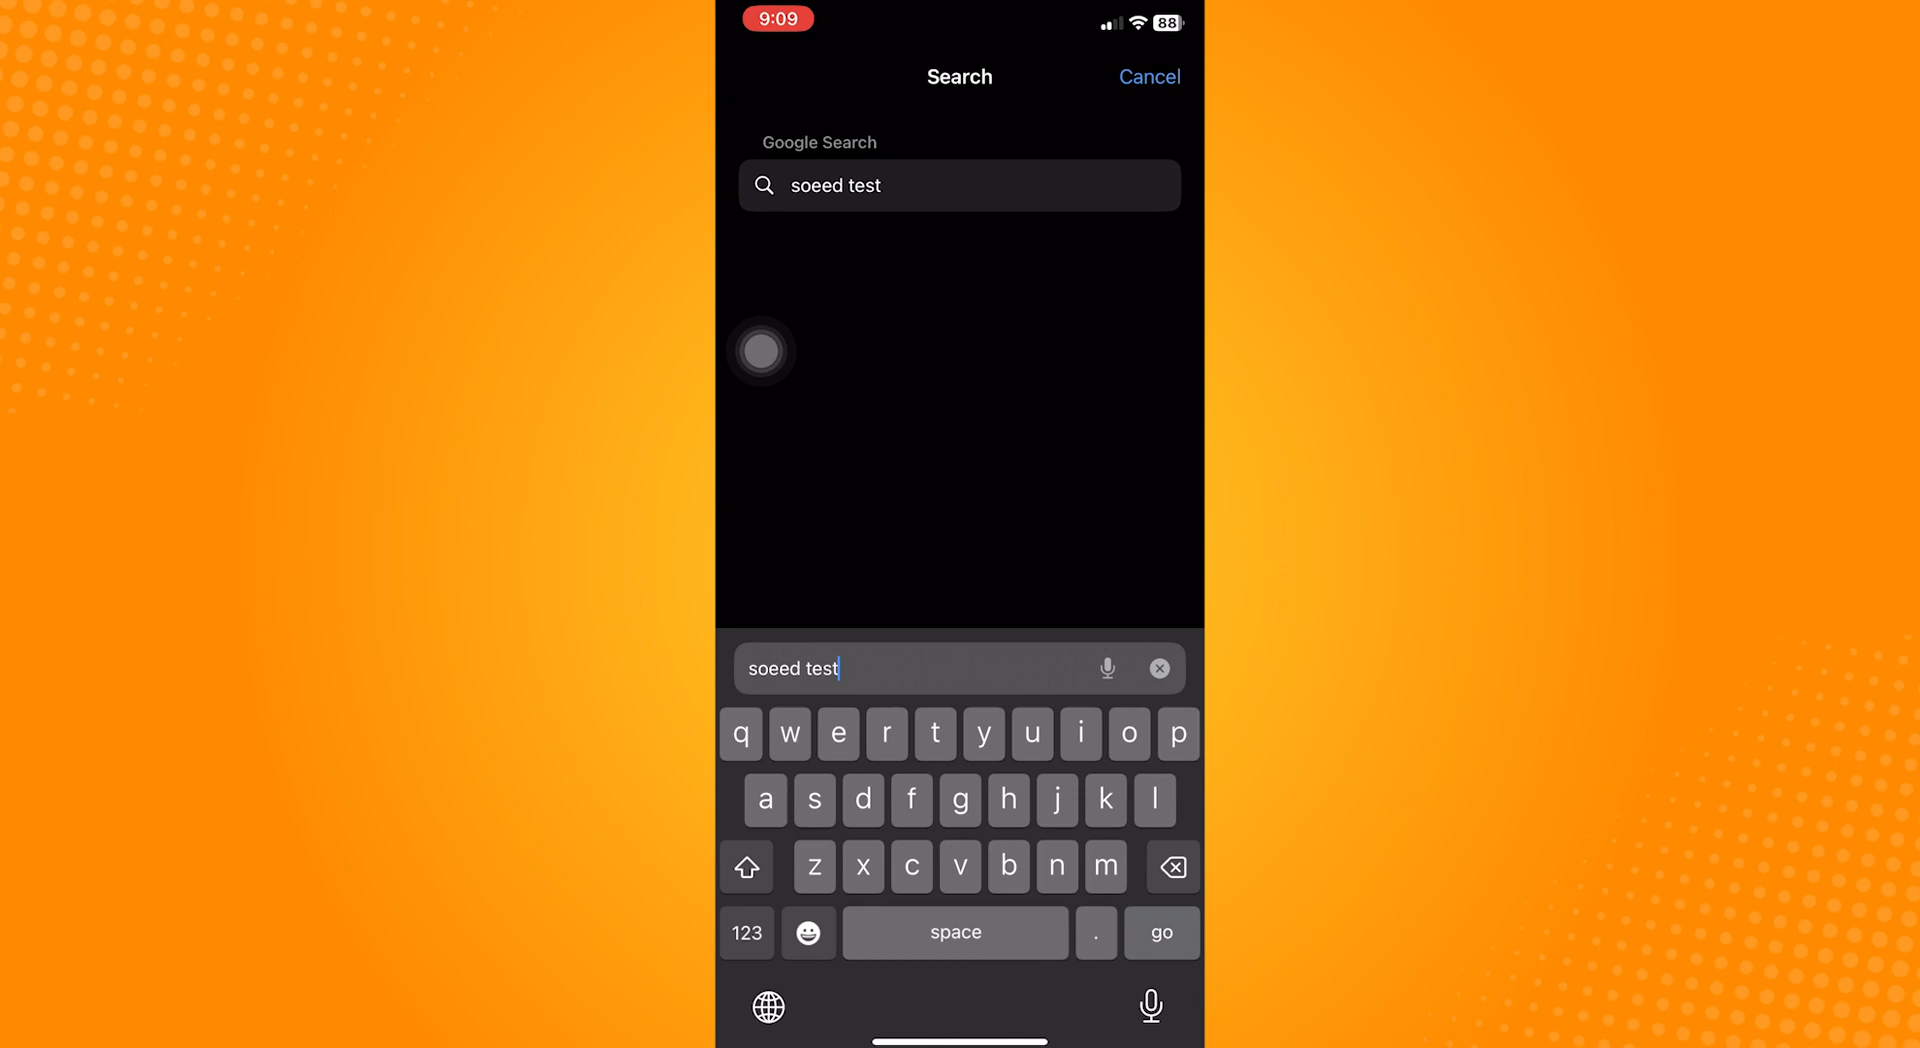 9:09
88
Search
Cancel
Google Search
soeed test
soeed test
q w e r t y u i o p
a s d f g h j k l
z x c v b n m
123 space . go